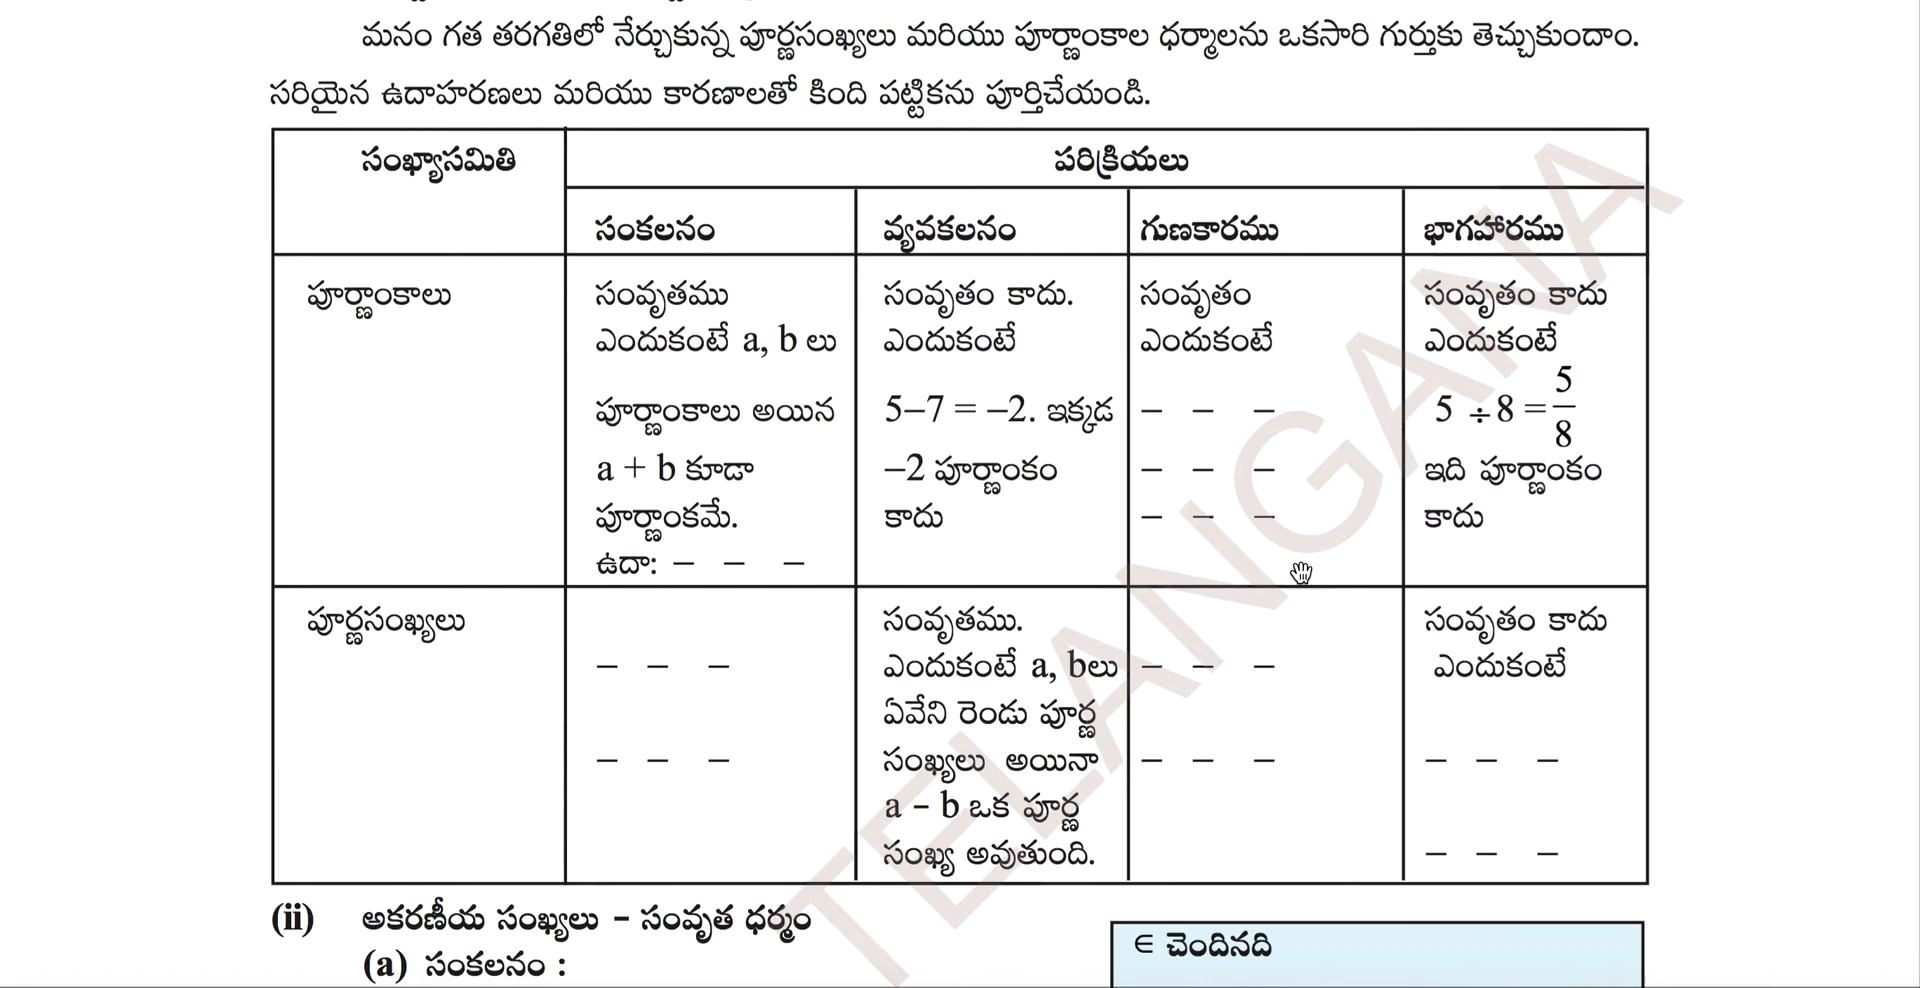 మనం గత తరగతిలో నేర్చుకున్న పూర్ణసంఖ్యలు మరియు పూర్ణాంకాల ధర్మాలను ఒకసారి గుర్తుకు తెచ్చుకుందాం.
సరియైన ఉదాహరణలు మరియు కారణాలతో కింది పట్టికను పూర్తిచేయండి.
సంఖ్యాసమితి
పరిక్రియలు
సంకలనం వ్యవకలనం గుణకారము భాగహారము
పూర్ణాంకాలు
సంవృతము
ఎందుకంటే a, b లు
పూర్ణాంకాలు అయిన
a + b కూడా
పూర్ణాంకమే.
ఉదా: – – –
సంవృతం కాదు.
ఎందుకంటే
5–7 = –2. ఇక్కడ
–2 పూర్ణాంకం
కాదు
సంవృతం
ఎందుకంటే
– – –
– – –
– – –
సంవృతం కాదు
ఎందుకంటే
5 ÷ 8 = 5/8
ఇది పూర్ణాంకం
కాదు
పూర్ణసంఖ్యలు
– – –
– – –
సంవృతము.
ఎందుకంటే a, bలు
ఏవేని రెండు పూర్ణ
సంఖ్యలు అయినా
a – b ఒక పూర్ణ
సంఖ్య అవుతుంది.
– – –
– – –
సంవృతం కాదు
ఎందుకంటే
– – –
– – –
(ii) అకరణీయ సంఖ్యలు – సంవృత ధర్మం
(a) సంకలనం :
∈ చెందినది
TELANGANA